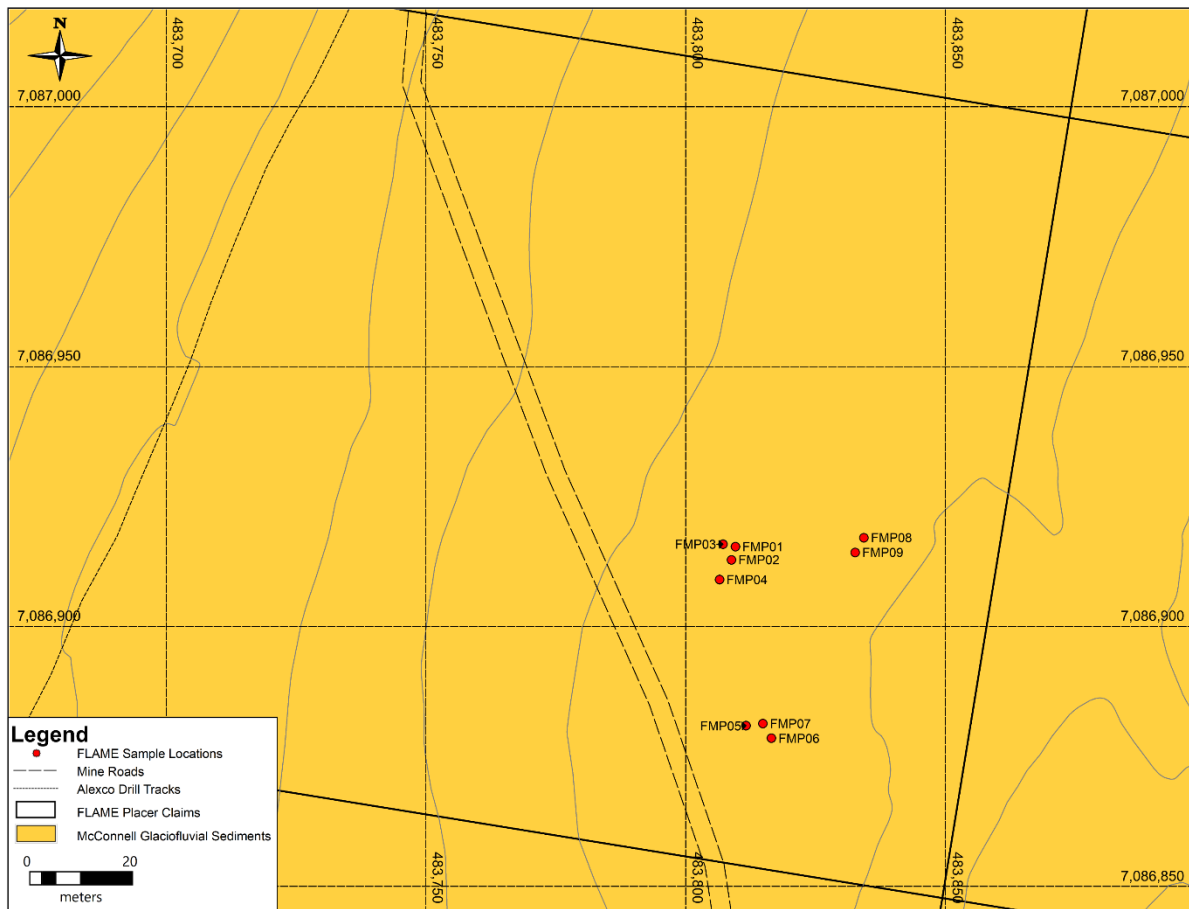 N
483,700
483,750
483,800
483,850
7,087,000
7,087,000
7,086,950
7,086,950
FMP03
FMP01
FMP08
FMP02
FMP09
FMP04
7,086,900
7,086,900
FMP05
FMP07
FMP06
Legend
FLAME Sample Locations
Mine Roads
Alexco Drill Tracks
FLAME Placer Claims
McConnell Glaciofluvial Sediments
0 20
meters
483,750
483,800
483,850
7,086,850